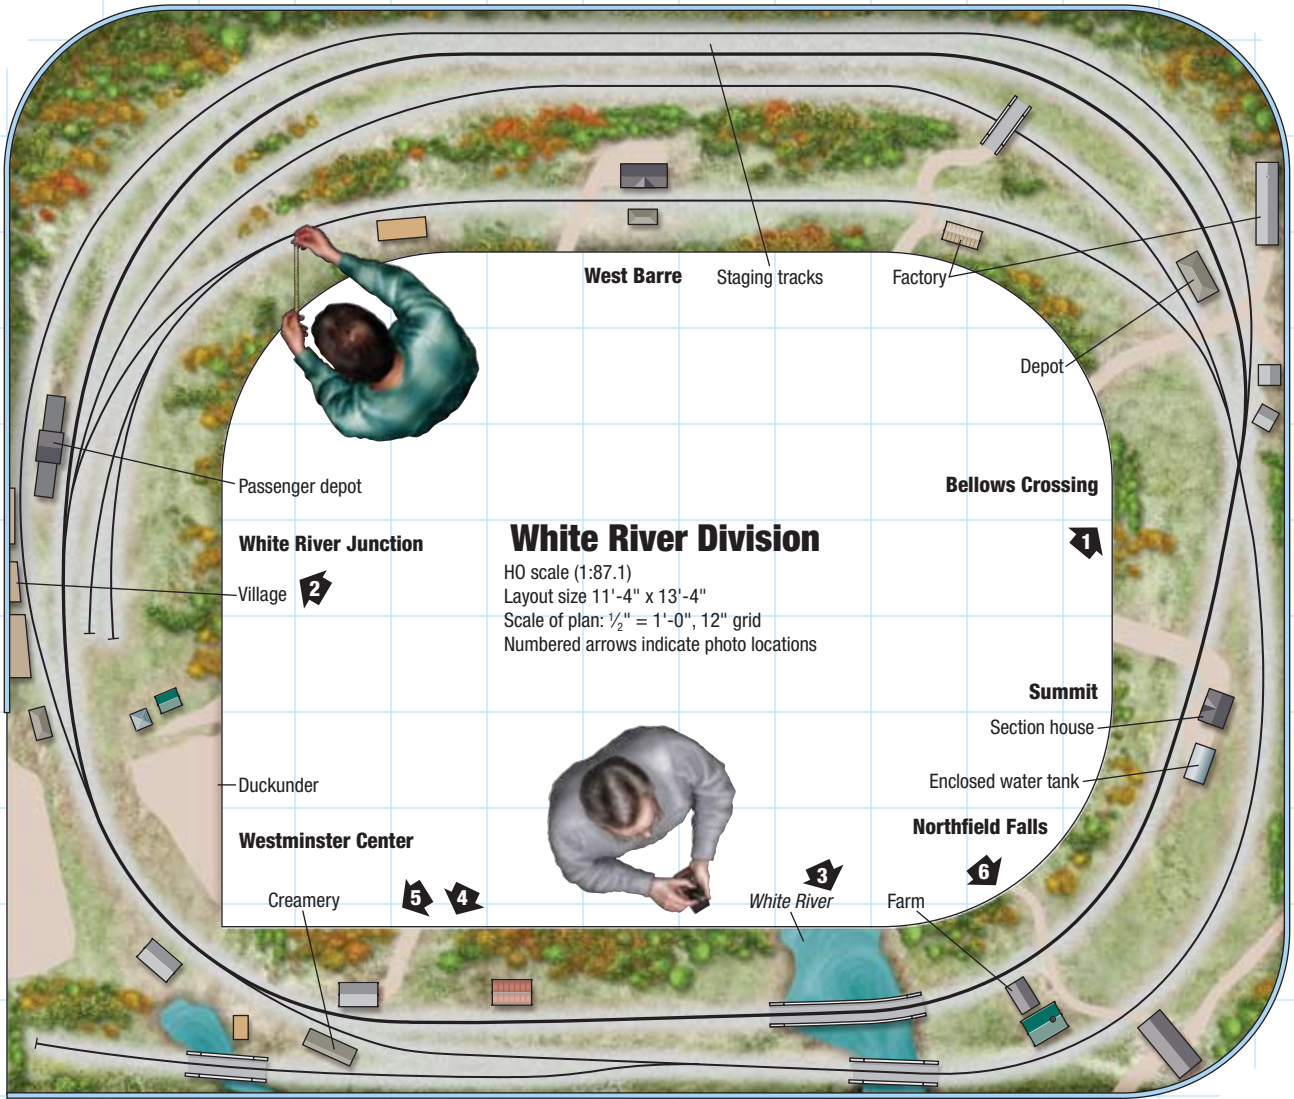 West Barre
Staging tracks
Factory
Depot
Passenger depot
Bellows Crossing
1
White River Junction
Village
2
White River Division
HO scale (1:87.1)
Layout size 11'-4" x 13'-4"
Scale of plan: ½" = 1'-0", 12" grid
Numbered arrows indicate photo locations
Summit
Section house
Duckunder
Enclosed water tank
Westminster Center
Northfield Falls
Creamery
5
4
3
White River
6
Farm